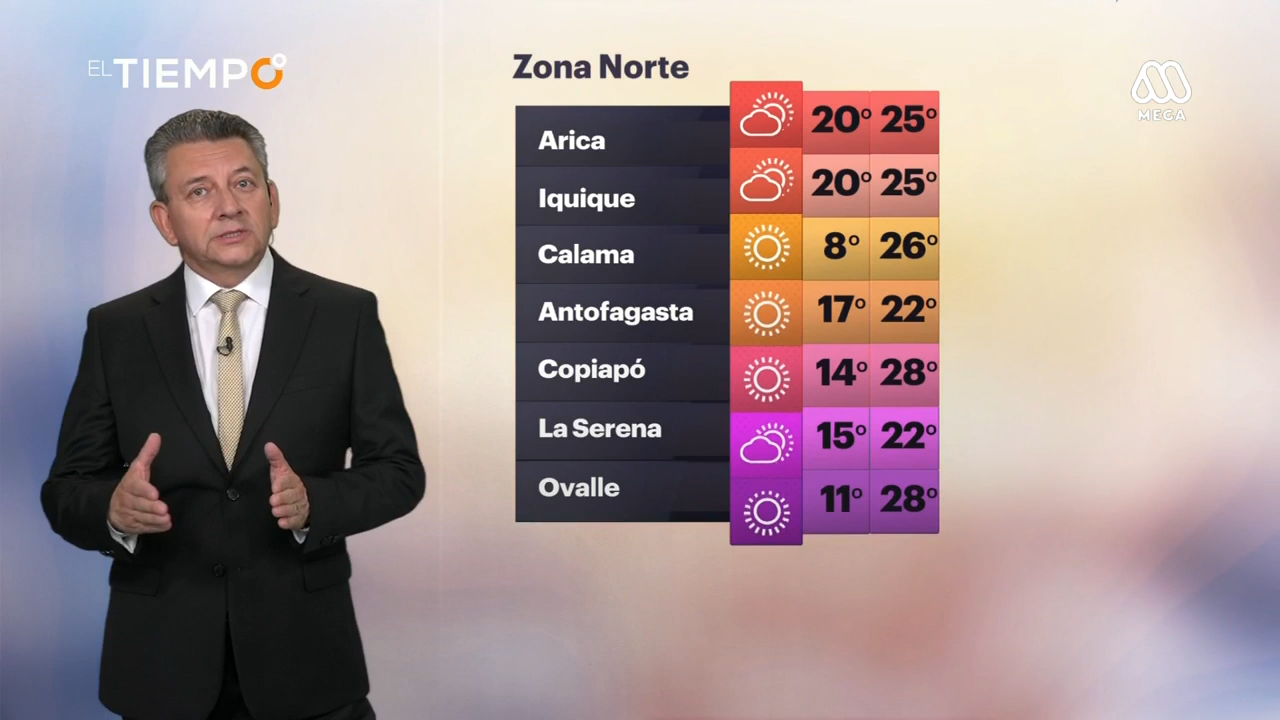 EL TIEMPO
MEGA
Zona Norte
Arica 20° 25°
Iquique 20° 25°
Calama 8° 26°
Antofagasta 17° 22°
Copiapó 14° 28°
La Serena 15° 22°
Ovalle 11° 28°